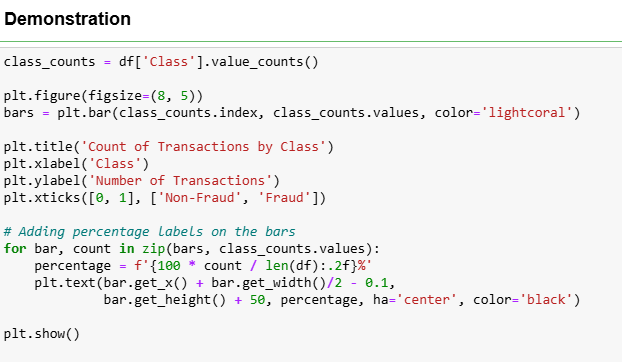 Demonstration
class_counts = df['Class'].value_counts()
plt.figure(figsize=(8, 5))
bars = plt.bar(class_counts.index, class_counts.values, color='lightcoral')
plt.title('Count of Transactions by Class')
plt.xlabel('Class')
plt.ylabel('Number of Transactions')
plt.xticks([0, 1], ['Non-Fraud', 'Fraud'])
# Adding percentage labels on the bars
for bar, count in zip(bars, class_counts.values):
    percentage = f'{100 * count / len(df):.2f}%'
    plt.text(bar.get_x() + bar.get_width()/2 - 0.1,
             bar.get_height() + 50, percentage, ha='center', color='black')
plt.show()